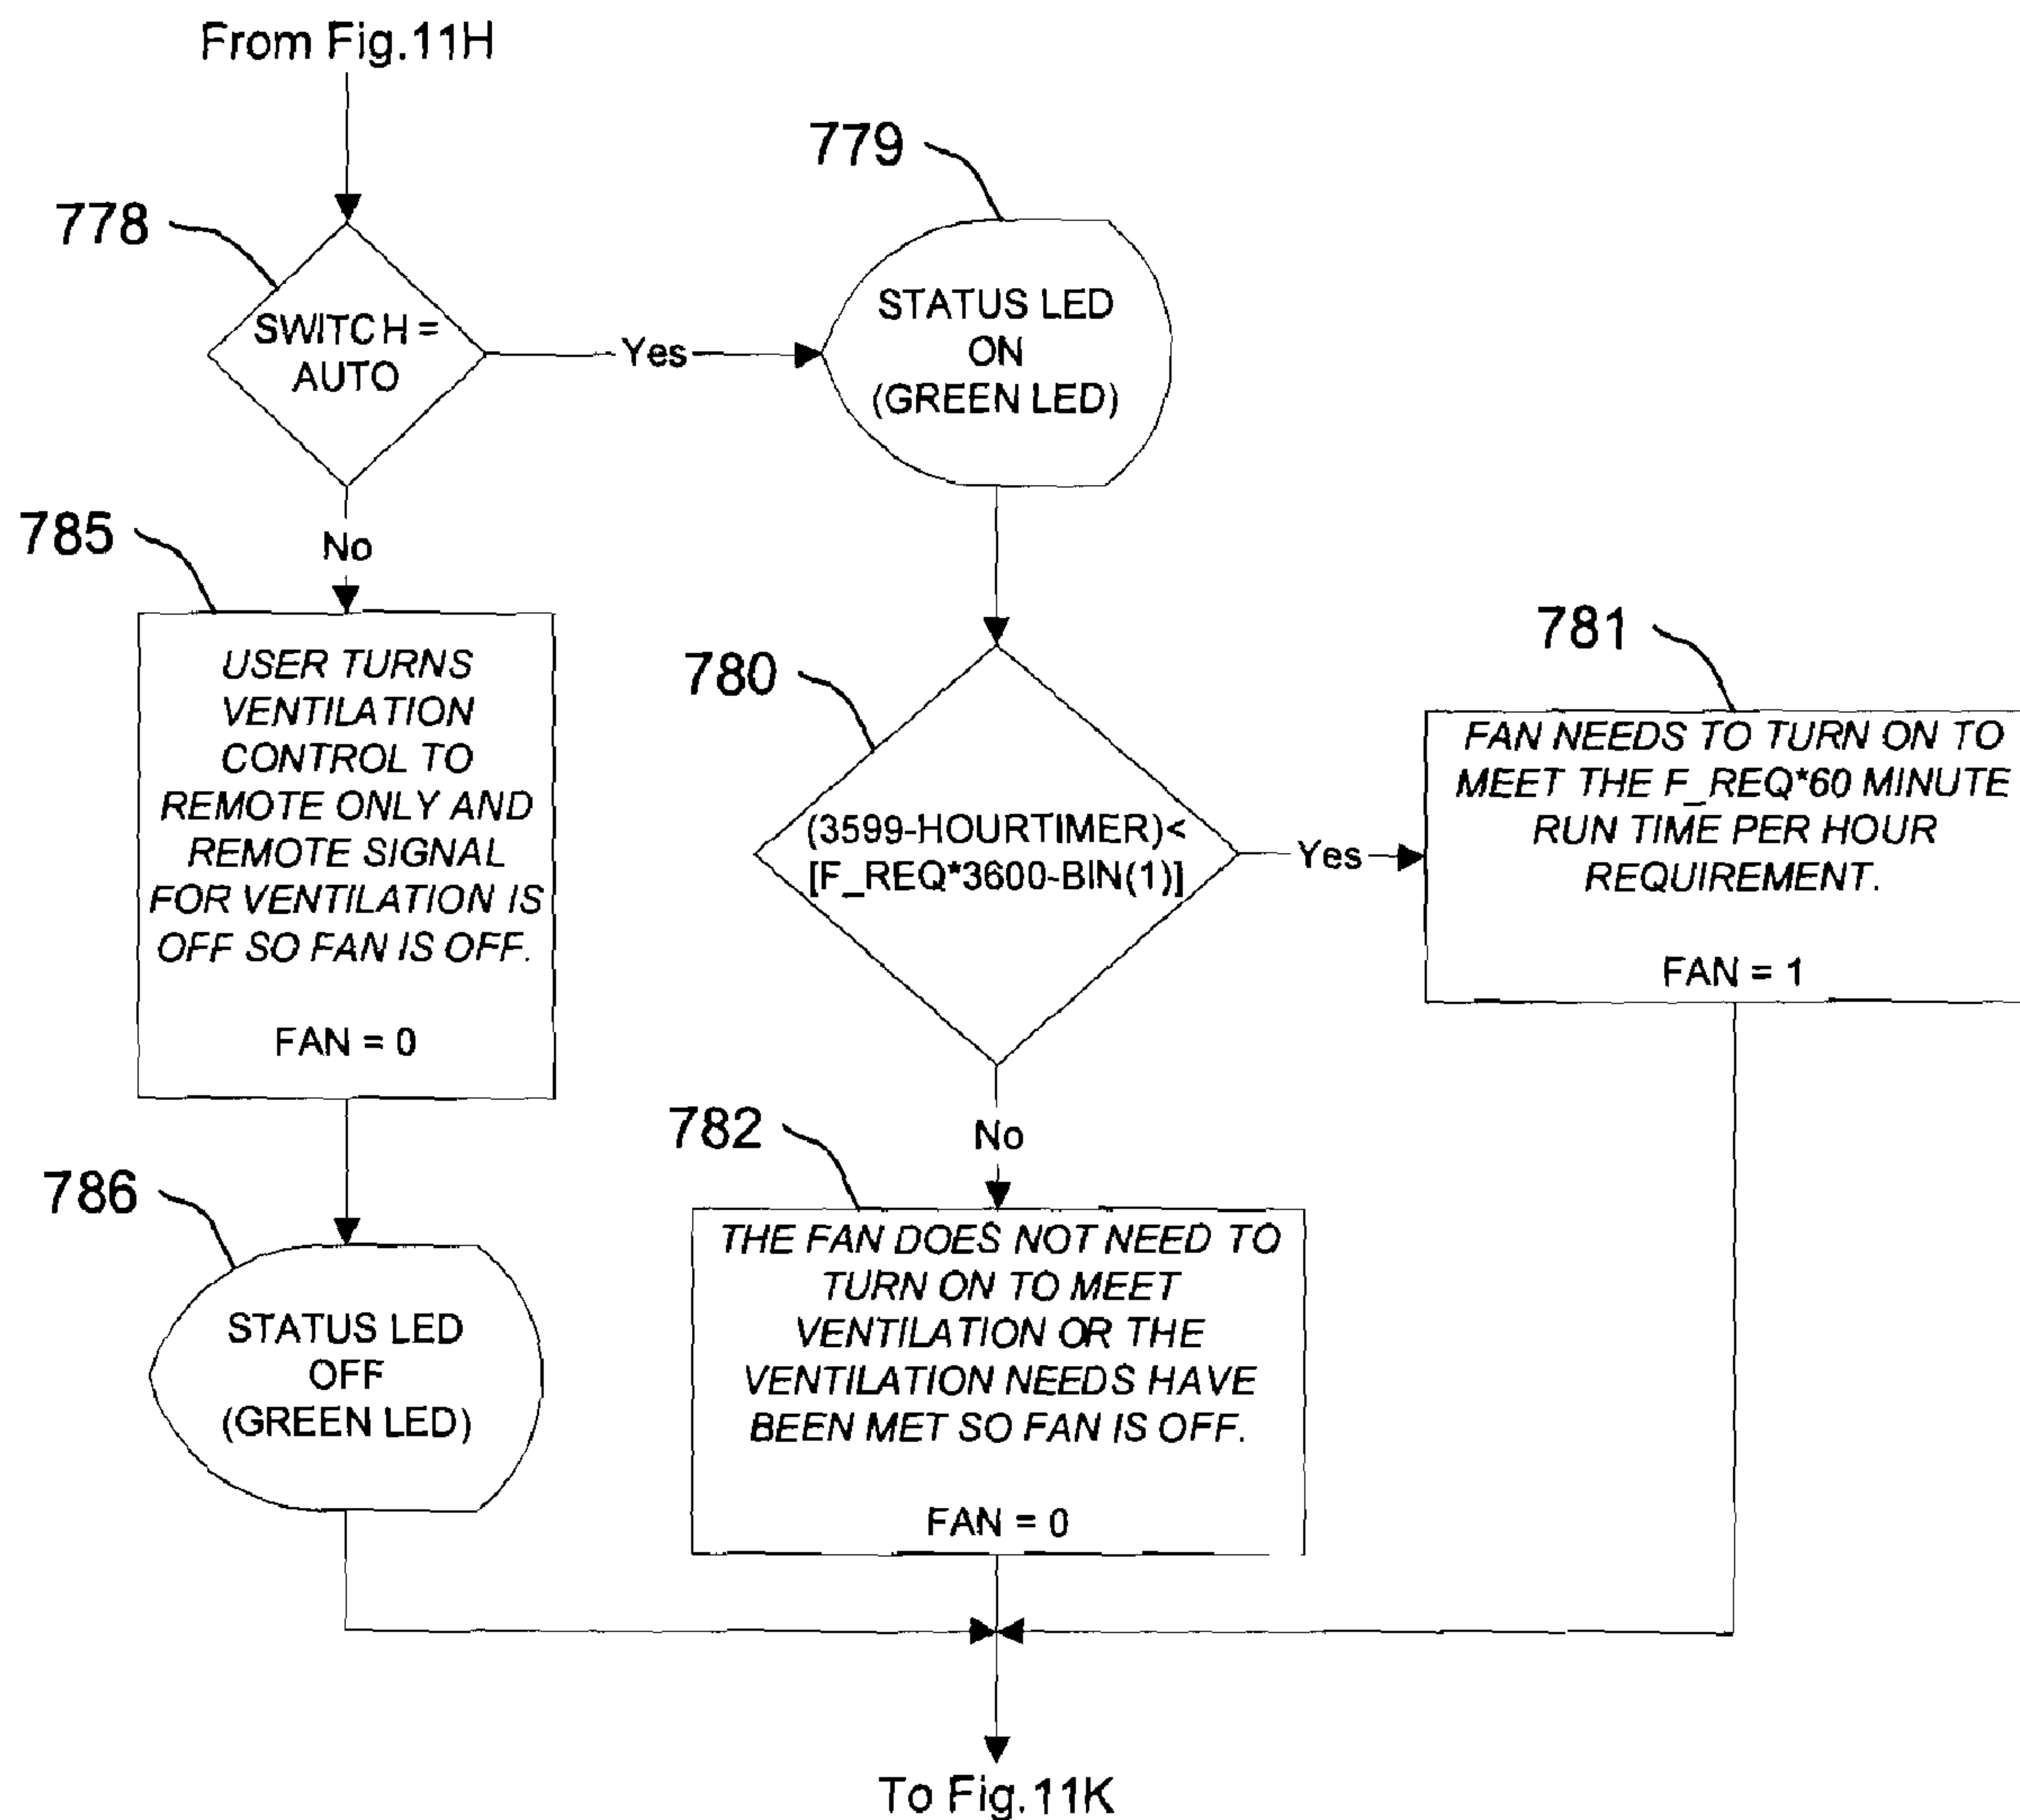 From Fig.11H
779
778
SWITCH =
AUTO
Yes
STATUS LED
ON
(GREEN LED)
785
No
USER TURNS
VENTILATION
CONTROL TO
REMOTE ONLY AND
REMOTE SIGNAL
FOR VENTILATION IS
OFF SO FAN IS OFF.
FAN = 0
780
(3599-HOURTIMER)<
[F_REQ*3600-BIN(1)]
Yes
781
FAN NEEDS TO TURN ON TO
MEET THE F_REQ*60 MINUTE
RUN TIME PER HOUR
REQUIREMENT.
FAN = 1
782
No
THE FAN DOES NOT NEED TO
TURN ON TO MEET
VENTILATION OR THE
VENTILATION NEEDS HAVE
BEEN MET SO FAN IS OFF.
FAN = 0
786
STATUS LED
OFF
(GREEN LED)
To Fig.11K